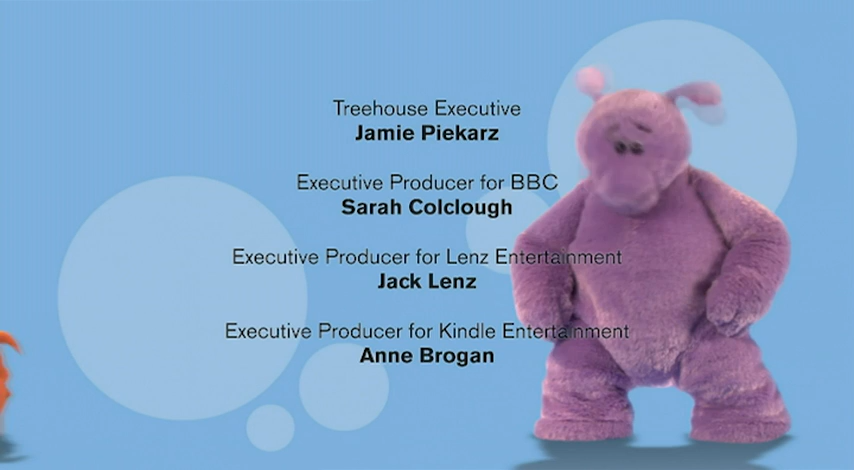 Treehouse Executive
Jamie Piekarz
Executive Producer for BBC
Sarah Colclough
Executive Producer for Lenz Entertainment
Jack Lenz
Executive Producer for Kindle Entertainment
Anne Brogan